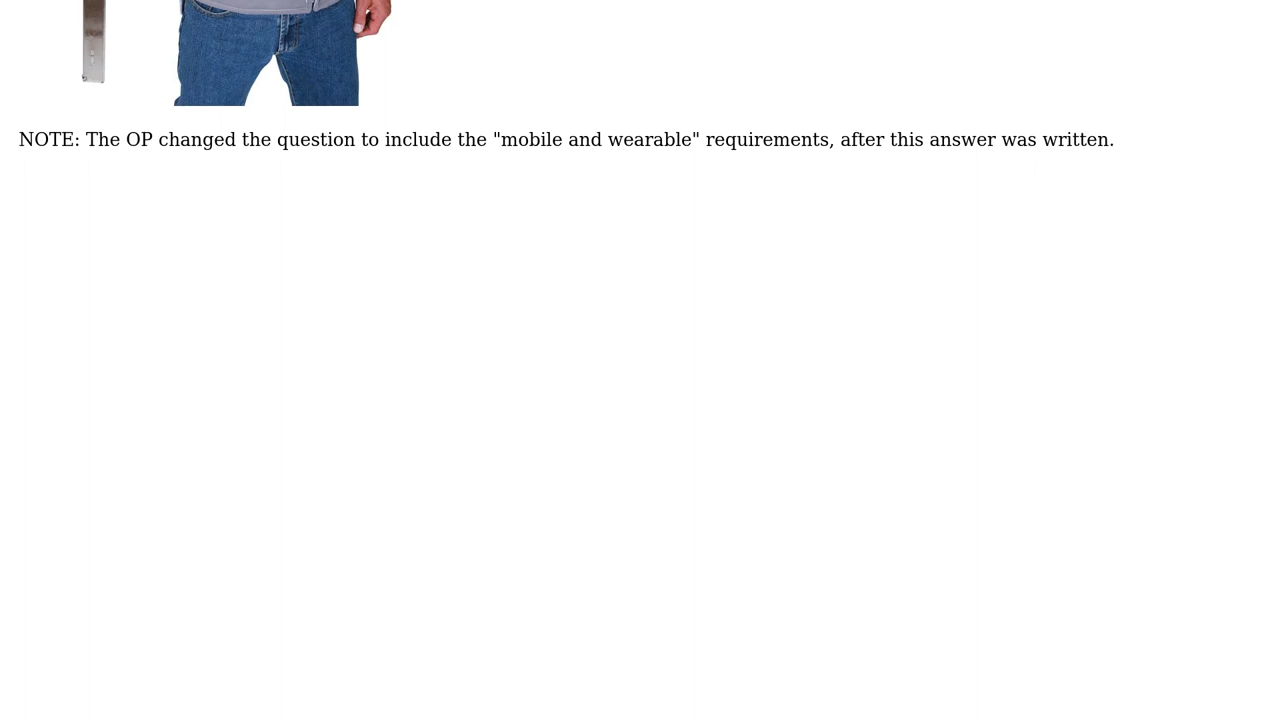 NOTE: The OP changed the question to include the "mobile and wearable" requirements, after this answer was written.